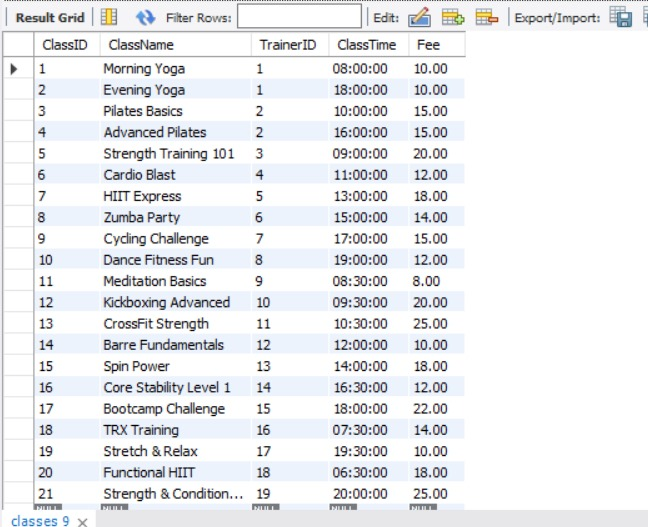 Result Grid Filter Rows: Edit: Export/Import:
ClassID ClassName TrainerID ClassTime Fee
1 Morning Yoga 1 08:00:00 10.00
2 Evening Yoga 1 18:00:00 10.00
3 Pilates Basics 2 10:00:00 15.00
4 Advanced Pilates 2 16:00:00 15.00
5 Strength Training 101 3 09:00:00 20.00
6 Cardio Blast 4 11:00:00 12.00
7 HIIT Express 5 13:00:00 18.00
8 Zumba Party 6 15:00:00 14.00
9 Cycling Challenge 7 17:00:00 15.00
10 Dance Fitness Fun 8 19:00:00 12.00
11 Meditation Basics 9 08:30:00 8.00
12 Kickboxing Advanced 10 09:30:00 20.00
13 CrossFit Strength 11 10:30:00 25.00
14 Barre Fundamentals 12 12:00:00 10.00
15 Spin Power 13 14:00:00 18.00
16 Core Stability Level 1 14 16:30:00 12.00
17 Bootcamp Challenge 15 18:00:00 22.00
18 TRX Training 16 07:30:00 14.00
19 Stretch & Relax 17 19:30:00 10.00
20 Functional HIIT 18 06:30:00 18.00
21 Strength & Condition... 19 20:00:00 25.00
NULL NULL NULL NULL NULL
classes 9